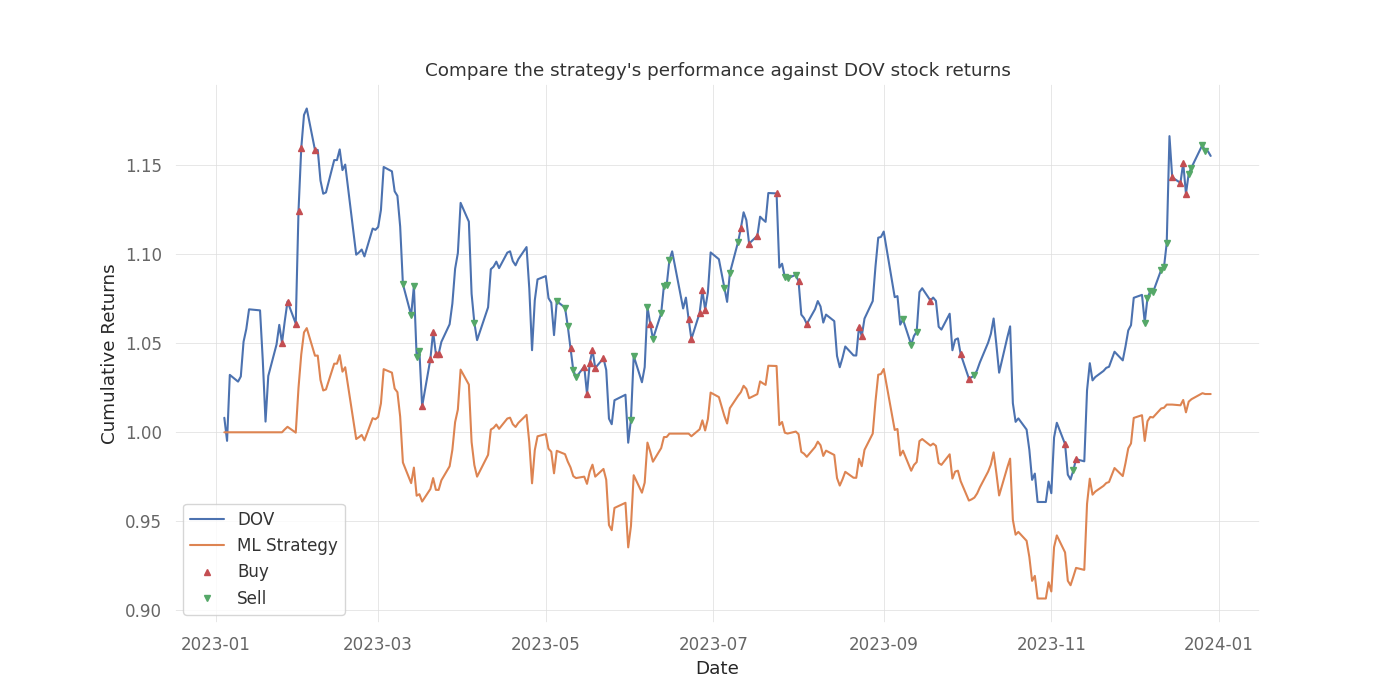 Compare the strategy's performance against DOV stock returns
Cumulative Returns
1.15
1.10
1.05
1.00
0.95
0.90
DOV
ML Strategy
Buy
Sell
2023-01
2023-03
2023-05
2023-07
2023-09
2023-11
2024-01
Date